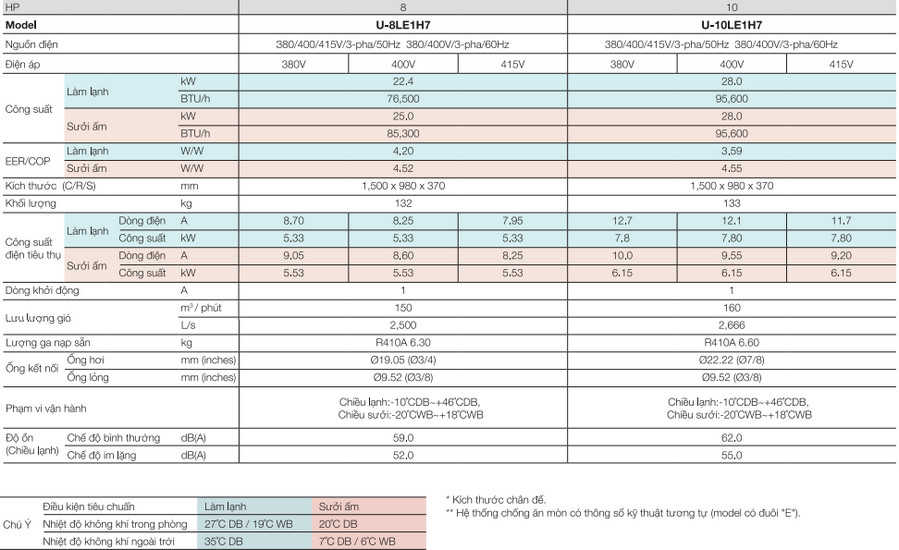 HP 8 10
Model U-8LE1H7 U-10LE1H7
Nguồn điện 380/400/415V/3-pha/50Hz 380/400V/3-pha/60Hz 380/400/415V/3-pha/50Hz 380/400V/3-pha/60Hz
Điện áp 380V 400V 415V 380V 400V 415V
Công suất Làm lạnh kW 22.4 28.0
BTU/h 76,500 95,600
Sưởi ấm kW 25.0 28.0
BTU/h 85,300 95,600
EER/COP Làm lạnh W/W 4.20 3.59
Sưởi ấm W/W 4.52 4.55
Kích thước (C/R/S) mm 1,500 x 980 x 370 1,500 x 980 x 370
Khối lượng kg 132 133
Công suất điện tiêu thụ Làm lạnh Dòng điện A 8.70 8.25 7.95 12.7 12.1 11.7
Công suất kW 5.33 5.33 5.33 7.8 7.80 7.80
Sưởi ấm Dòng điện A 9.05 8.60 8.25 10.0 9.55 9.20
Công suất kW 5.53 5.53 5.53 6.15 6.15 6.15
Dòng khởi động A 1 1
Lưu lượng gió m³ / phút 150 160
L/s 2,500 2,666
Lượng ga nạp sẵn kg R410A 6.30 R410A 6.60
Ống kết nối Ống hơi mm (inches) Ø19.05 (Ø3/4) Ø22.22 (Ø7/8)
Ống lỏng mm (inches) Ø9.52 (Ø3/8) Ø9.52 (Ø3/8)
Phạm vi vận hành Chiều lạnh:-10˚CDB~+46˚CDB, Chiều lạnh:-10˚CDB~+46˚CDB,
Chiều sưởi:-20˚CWB~+18˚CWB Chiều sưởi:-20˚CWB~+18˚CWB
Độ ồn (Chiều lạnh) Chế độ bình thường dB(A) 59.0 62.0
Chế độ im lặng dB(A) 52.0 55.0
Chú Ý Điều kiện tiêu chuẩn Làm lạnh Sưởi ấm
Nhiệt độ không khí trong phòng 27˚C DB / 19˚C WB 20˚C DB
Nhiệt độ không khí ngoài trời 35˚C DB 7˚C DB / 6˚C WB
* Kích thước chân đế.
** Hệ thống chống ăn mòn có thông số kỹ thuật tương tự (model có đuôi "E").